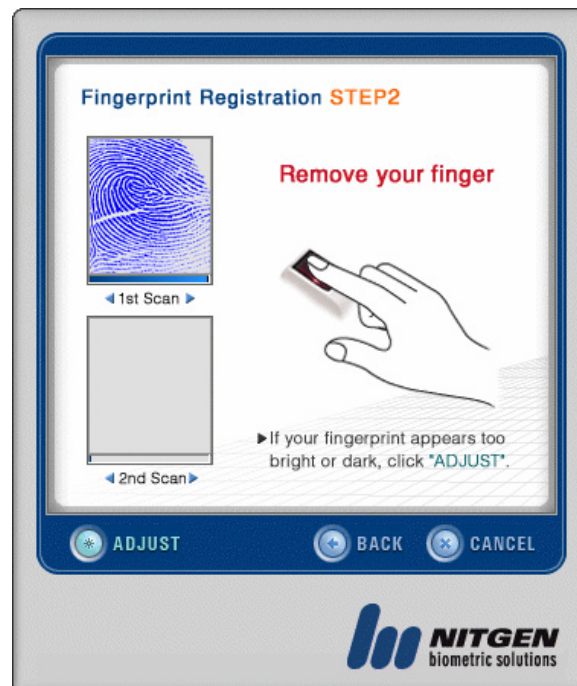 Fingerprint Registration STEP2
Remove your finger
◀ 1st Scan ▶
◀ 2nd Scan ▶
▶ If your fingerprint appears too
bright or dark, click "ADJUST".
ADJUST
BACK
CANCEL
NITGEN
biometric solutions